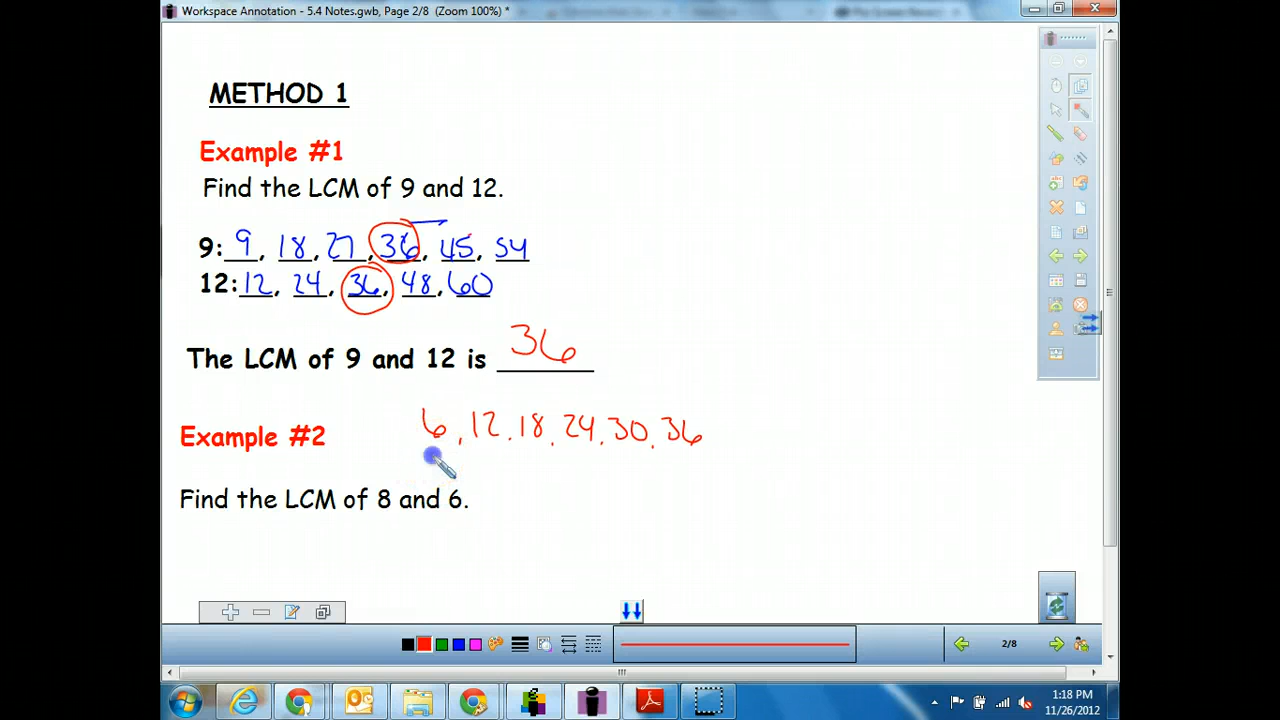 Workspace Annotation - 5.4 Notes.gwb, Page 2/8 (Zoom 100%) *
METHOD 1
Example #1
Find the LCM of 9 and 12.
9: 9, 18, 27, 36, 45, 54
12: 12, 24, 36, 48, 60
The LCM of 9 and 12 is 36
6, 12, 18, 24, 30, 36
Example #2
Find the LCM of 8 and 6.
2/8
1:18 PM
11/26/2012